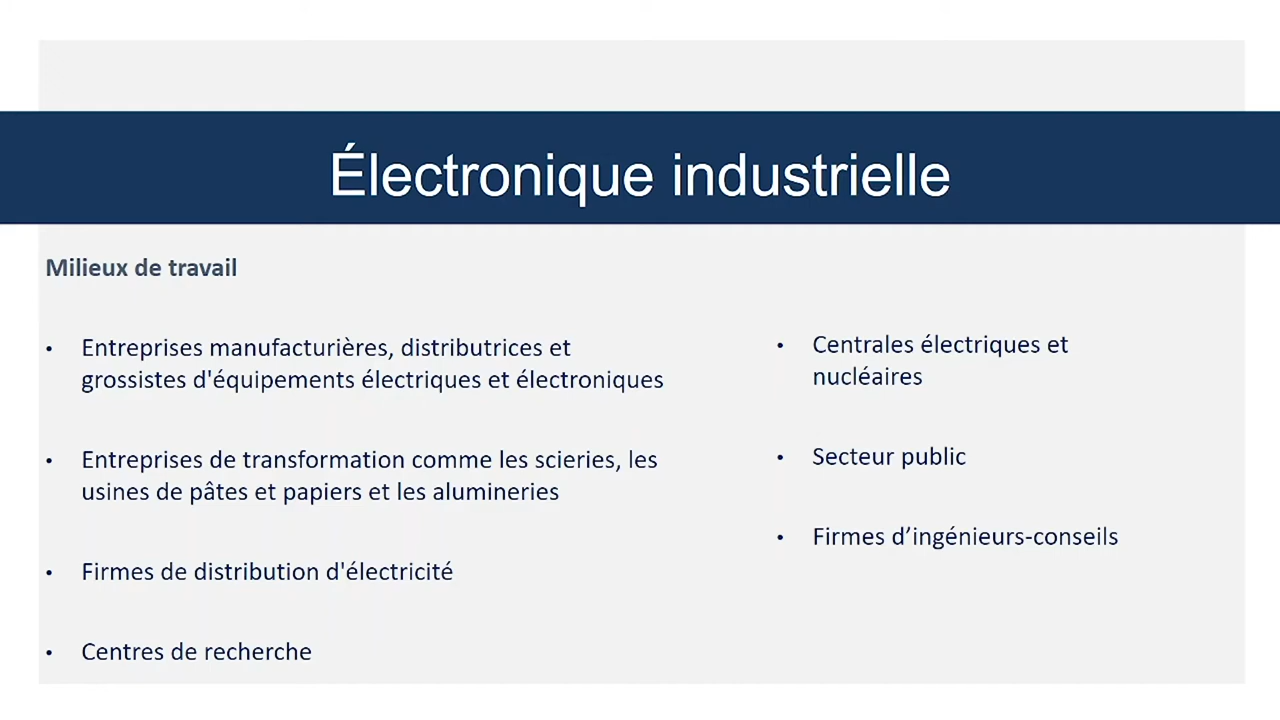 Électronique industrielle
Milieux de travail
• Entreprises manufacturières, distributrices et
grossistes d'équipements électriques et électroniques
• Entreprises de transformation comme les scieries, les
usines de pâtes et papiers et les alumineries
• Firmes de distribution d'électricité
• Centres de recherche
• Centrales électriques et
nucléaires
• Secteur public
• Firmes d’ingénieurs-conseils